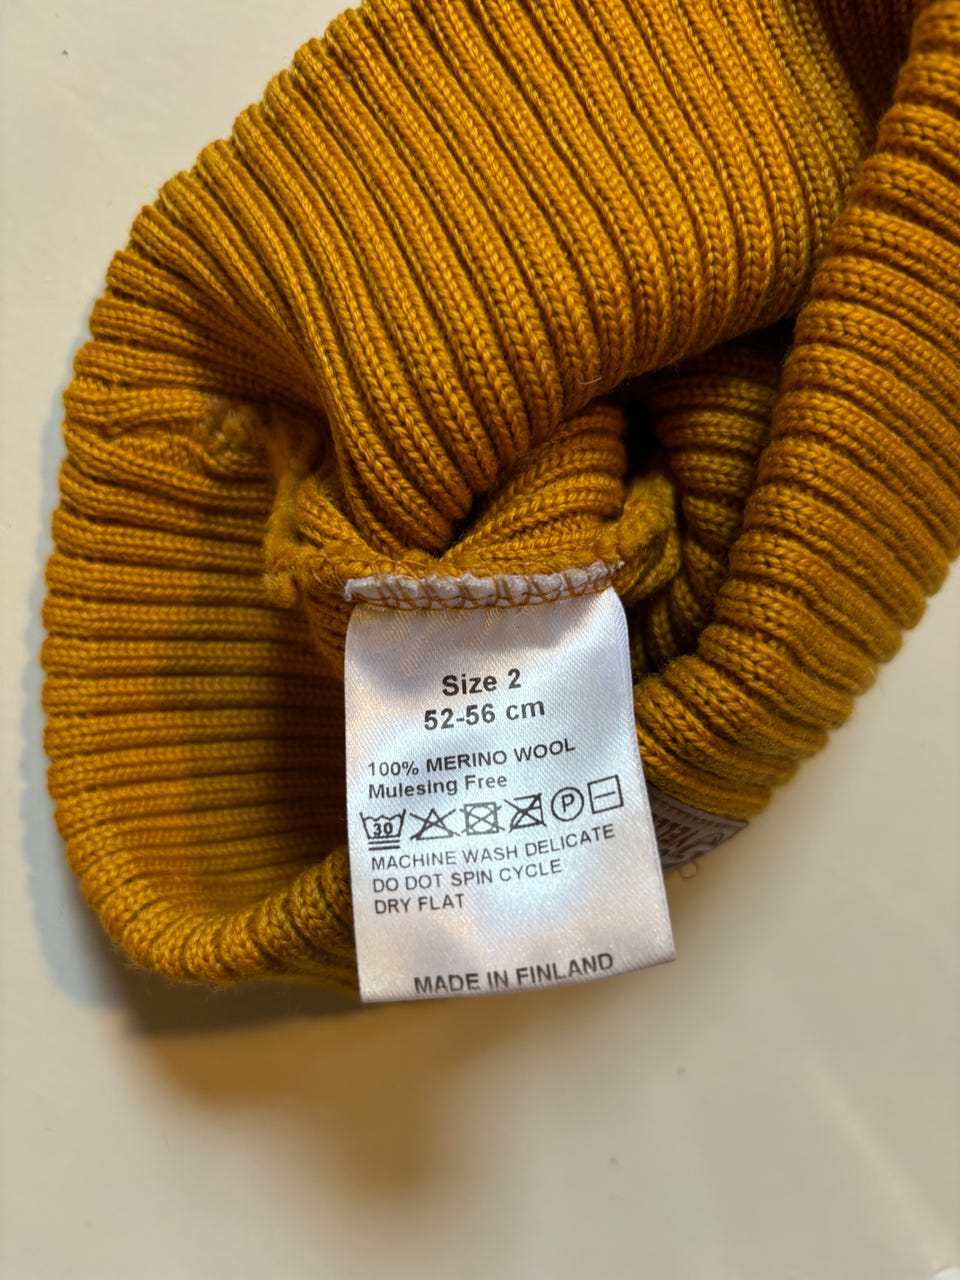 Size 2
52-56 cm
100% MERINO WOOL
Mulesing Free
30 P
MACHINE WASH DELICATE
DO DOT SPIN CYCLE
DRY FLAT
MADE IN FINLAND